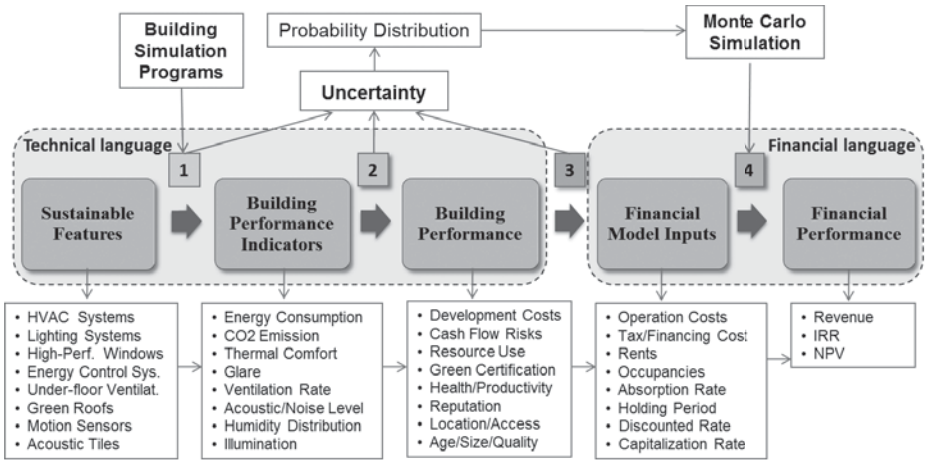 Building
Simulation
Programs
Probability Distribution
Monte Carlo
Simulation
Uncertainty
Technical language
1
2
3
4
Financial language
Sustainable
Features
Building
Performance
Indicators
Building
Performance
Financial
Model Inputs
Financial
Performance
• HVAC Systems
• Lighting Systems
• High-Perf. Windows
• Energy Control Sys.
• Under-floor Ventilat.
• Green Roofs
• Motion Sensors
• Acoustic Tiles
• Energy Consumption
• CO2 Emission
• Thermal Comfort
• Glare
• Ventilation Rate
• Acoustic/Noise Level
• Humidity Distribution
• Illumination
• Development Costs
• Cash Flow Risks
• Resource Use
• Green Certification
• Health/Productivity
• Reputation
• Location/Access
• Age/Size/Quality
• Operation Costs
• Tax/Financing Cost
• Rents
• Occupancies
• Absorption Rate
• Holding Period
• Discounted Rate
• Capitalization Rate
• Revenue
• IRR
• NPV